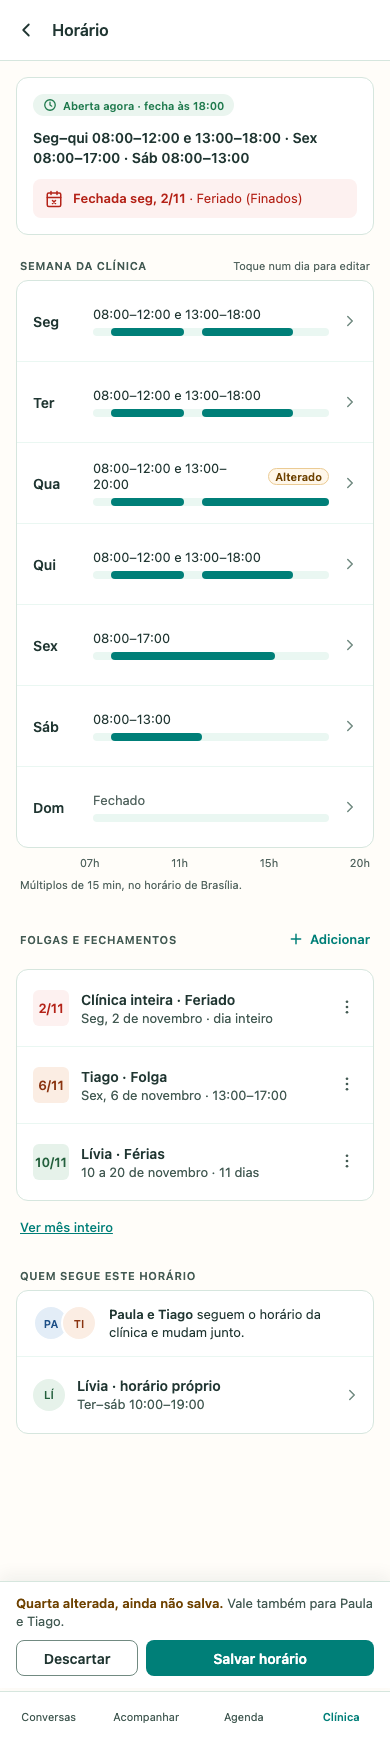 Horário
Aberta agora · fecha às 18:00
Seg–qui 08:00–12:00 e 13:00–18:00 · Sex
08:00–17:00 · Sáb 08:00–13:00
Fechada seg, 2/11 · Feriado (Finados)
SEMANA DA CLÍNICA
Toque num dia para editar
Seg
08:00–12:00 e 13:00–18:00
Ter
08:00–12:00 e 13:00–18:00
Qua
08:00–12:00 e 13:00–
20:00
Alterado
Qui
08:00–12:00 e 13:00–18:00
Sex
08:00–17:00
Sáb
08:00–13:00
Dom
Fechado
07h 11h 15h 20h
Múltiplos de 15 min, no horário de Brasília.
FOLGAS E FECHAMENTOS
Adicionar
2/11
Clínica inteira · Feriado
Seg, 2 de novembro · dia inteiro
6/11
Tiago · Folga
Sex, 6 de novembro · 13:00–17:00
10/11
Lívia · Férias
10 a 20 de novembro · 11 dias
Ver mês inteiro
QUEM SEGUE ESTE HORÁRIO
PA TI
Paula e Tiago seguem o horário da
clínica e mudam junto.
LÍ
Lívia · horário próprio
Ter–sáb 10:00–19:00
Quarta alterada, ainda não salva. Vale também para Paula
e Tiago.
Descartar
Salvar horário
Conversas
Acompanhar
Agenda
Clínica